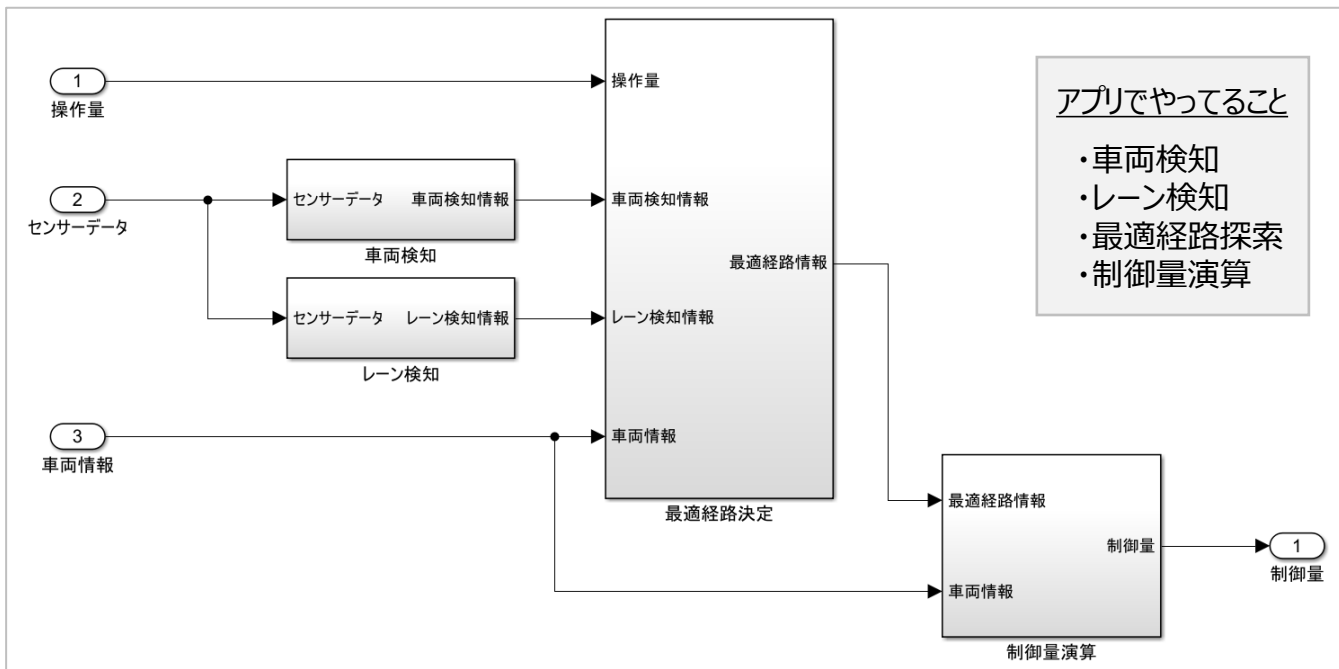 1
操作量
2
センサーデータ
3
車両情報
センサーデータ 車両検知情報
車両検知
センサーデータ レーン検知情報
レーン検知
操作量
車両検知情報
最適経路情報
レーン検知情報
車両情報
最適経路決定
最適経路情報
制御量
車両情報
制御量演算
1
制御量
アプリでやってること
・車両検知
・レーン検知
・最適経路探索
・制御量演算